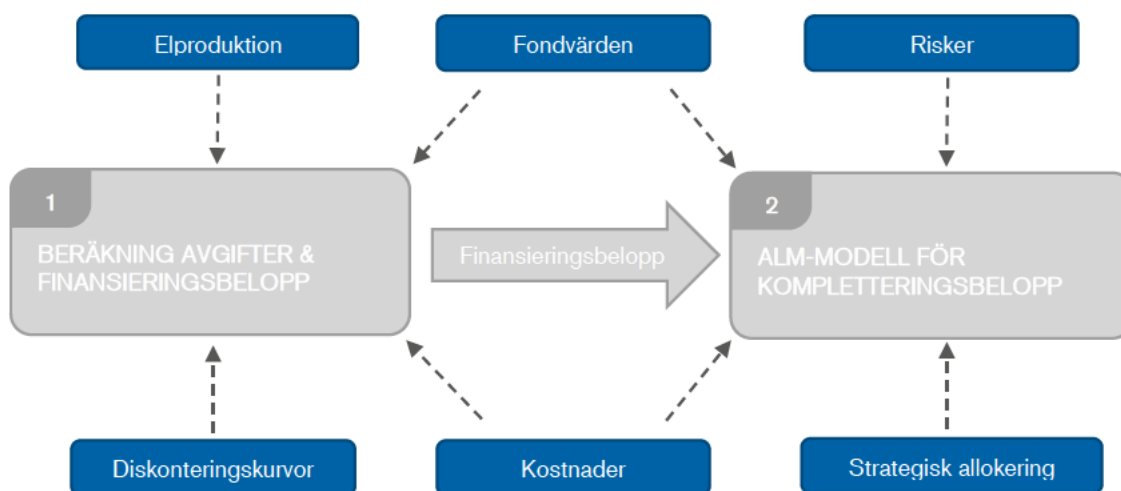 Elproduktion
Fondvärden
Risker
1
BERÄKNING AVGIFTER &
FINANSIERINGSBELOPP
Finansieringsbelopp
2
ALM-MODELL FÖR
KOMPLETTERINGSBELOPP
Diskonteringskurvor
Kostnader
Strategisk allokering